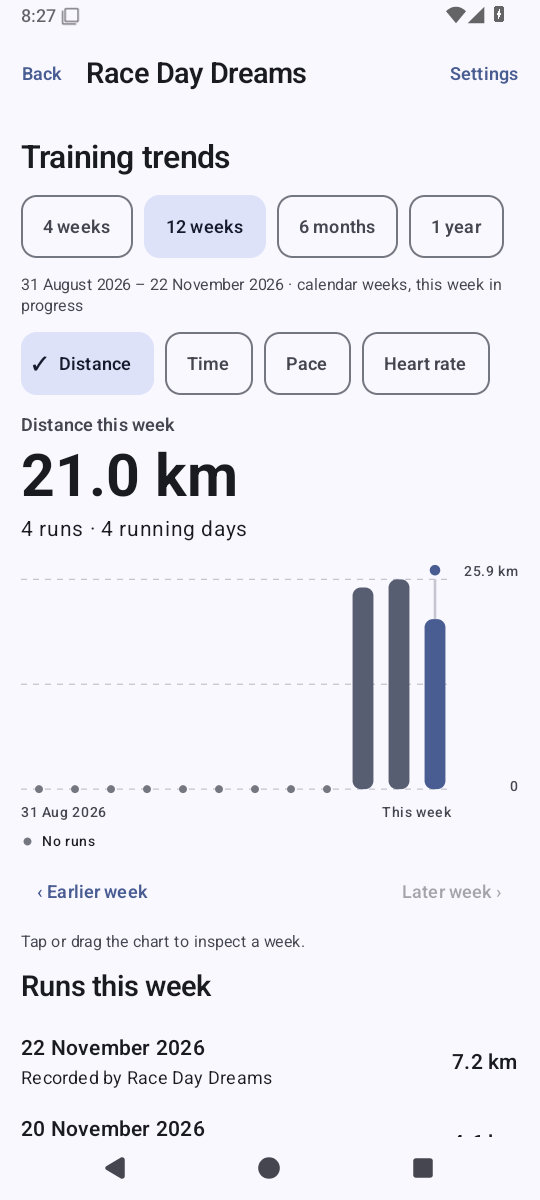 8:27
Back Race Day Dreams Settings
Training trends
4 weeks 12 weeks 6 months 1 year
31 August 2026 – 22 November 2026 · calendar weeks, this week in
progress
✓ Distance Time Pace Heart rate
Distance this week
21.0 km
4 runs · 4 running days
25.9 km
0
31 Aug 2026 This week
No runs
‹ Earlier week Later week ›
Tap or drag the chart to inspect a week.
Runs this week
22 November 2026
7.2 km
Recorded by Race Day Dreams
20 November 2026